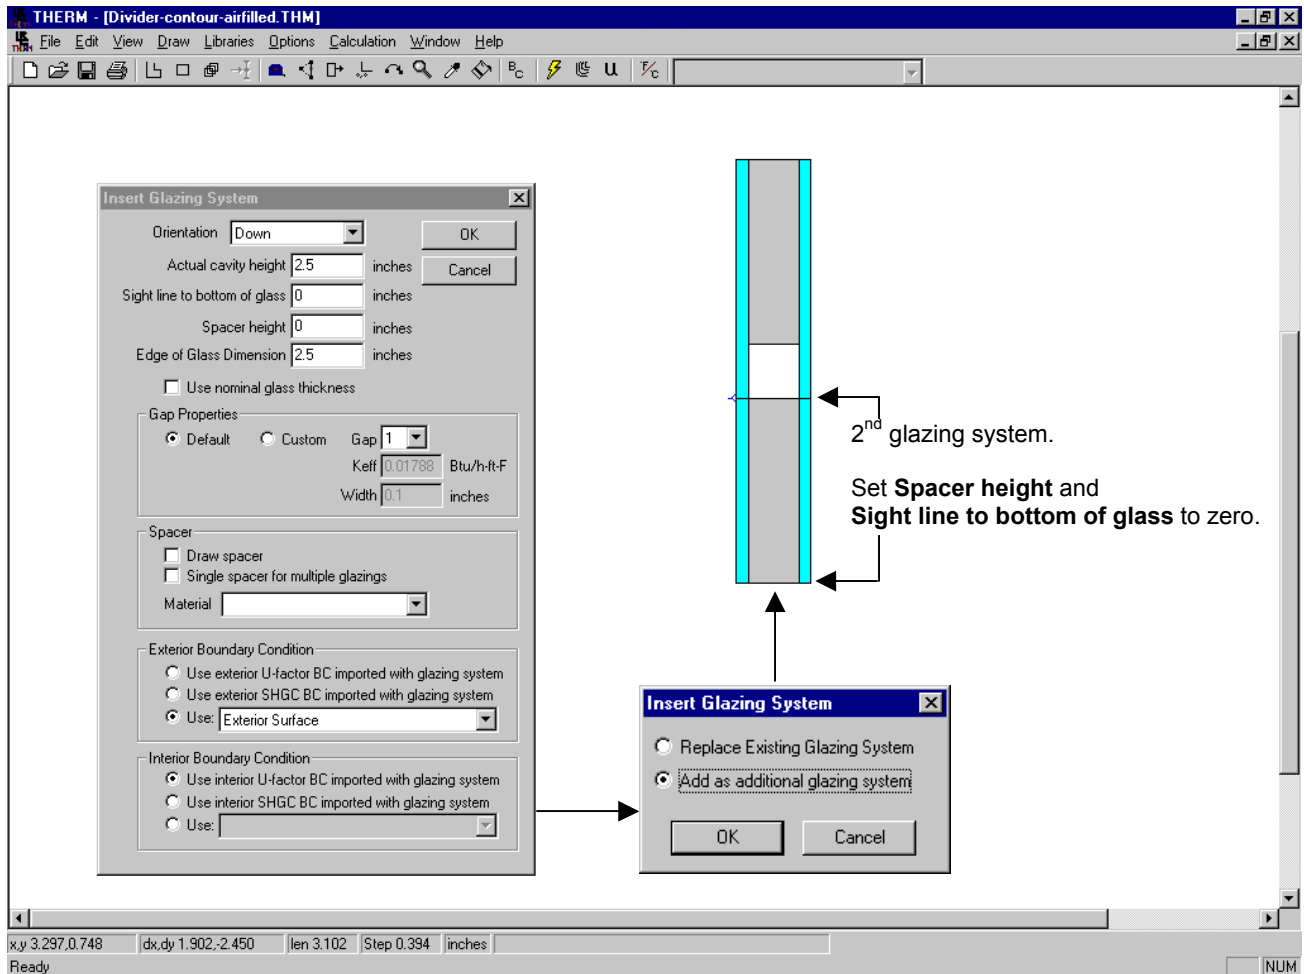 THERM - [Divider-contour-airfilled.THM]
File Edit View Draw Libraries Options Calculation Window Help
BC U F/C
Insert Glazing System
Orientation Down OK
Actual cavity height 2.5 inches Cancel
Sight line to bottom of glass 0 inches
Spacer height 0 inches
Edge of Glass Dimension 2.5 inches
Use nominal glass thickness
Gap Properties
Default Custom Gap 1
Keff 0.01788 Btu/h-ft-F
Width 0.1 inches
Spacer
Draw spacer
Single spacer for multiple glazings
Material
Exterior Boundary Condition
Use exterior U-factor BC imported with glazing system
Use exterior SHGC BC imported with glazing system
Use: Exterior Surface
Interior Boundary Condition
Use interior U-factor BC imported with glazing system
Use interior SHGC BC imported with glazing system
Use:
2nd glazing system.
Set Spacer height and
Sight line to bottom of glass to zero.
Insert Glazing System
Replace Existing Glazing System
Add as additional glazing system
OK Cancel
x,y 3.297,0.748 dx,dy 1.902,-2.450 len 3.102 Step 0.394 inches
Ready NUM